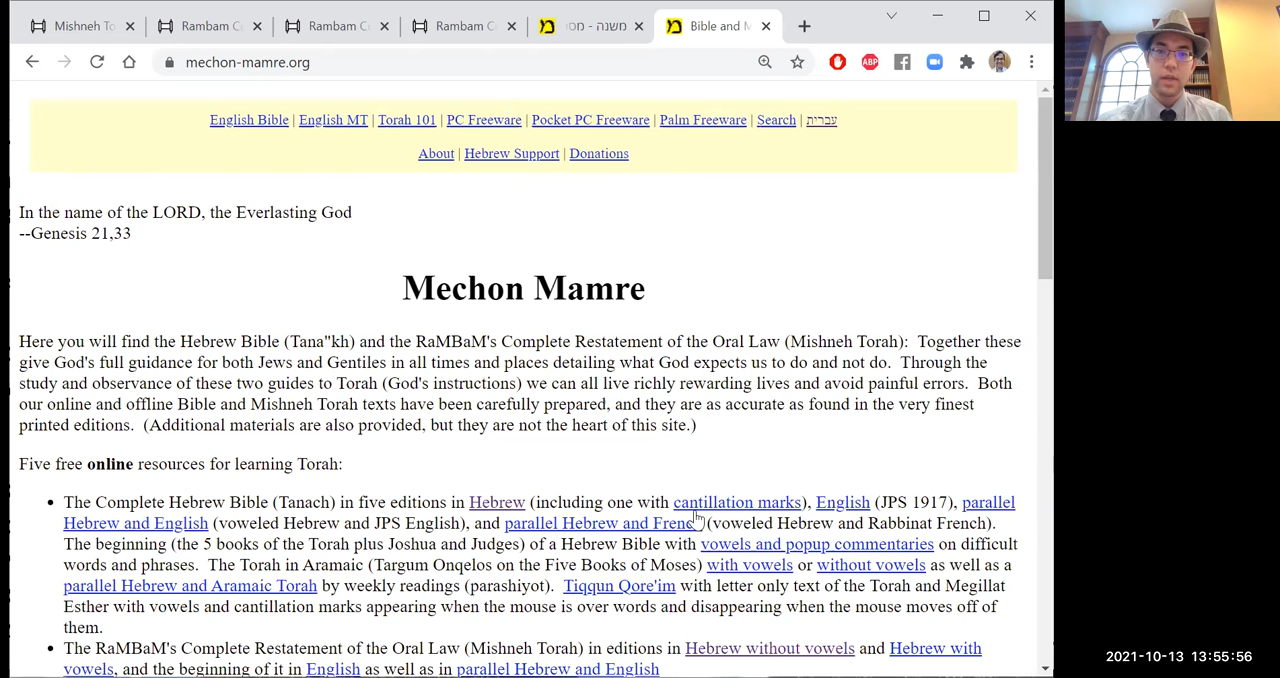 Mishneh To
Rambam C
Rambam C
Rambam C
משנה - מס
Bible and M
mechon-mamre.org
ABP
English Bible | English MT | Torah 101 | PC Freeware | Pocket PC Freeware | Palm Freeware | Search | עברית
About | Hebrew Support | Donations
In the name of the LORD, the Everlasting God
--Genesis 21,33
Mechon Mamre
Here you will find the Hebrew Bible (Tana"kh) and the RaMBaM's Complete Restatement of the Oral Law (Mishneh Torah):  Together these
give God's full guidance for both Jews and Gentiles in all times and places detailing what God expects us to do and not do.  Through the
study and observance of these two guides to Torah (God's instructions) we can all live richly rewarding lives and avoid painful errors.  Both
our online and offline Bible and Mishneh Torah texts have been carefully prepared, and they are as accurate as found in the very finest
printed editions.  (Additional materials are also provided, but they are not the heart of this site.)
Five free online resources for learning Torah:
• The Complete Hebrew Bible (Tanach) in five editions in Hebrew (including one with cantillation marks), English (JPS 1917), parallel
Hebrew and English (voweled Hebrew and JPS English), and parallel Hebrew and French (voweled Hebrew and Rabbinat French).
The beginning (the 5 books of the Torah plus Joshua and Judges) of a Hebrew Bible with vowels and popup commentaries on difficult
words and phrases.  The Torah in Aramaic (Targum Onqelos on the Five Books of Moses) with vowels or without vowels as well as a
parallel Hebrew and Aramaic Torah by weekly readings (parashiyot).  Tiqqun Qore'im with letter only text of the Torah and Megillat
Esther with vowels and cantillation marks appearing when the mouse is over words and disappearing when the mouse moves off of
them.
• The RaMBaM's Complete Restatement of the Oral Law (Mishneh Torah) in editions in Hebrew without vowels and Hebrew with
vowels, and the beginning of it in English as well as in parallel Hebrew and English
2021-10-13 13:55:56